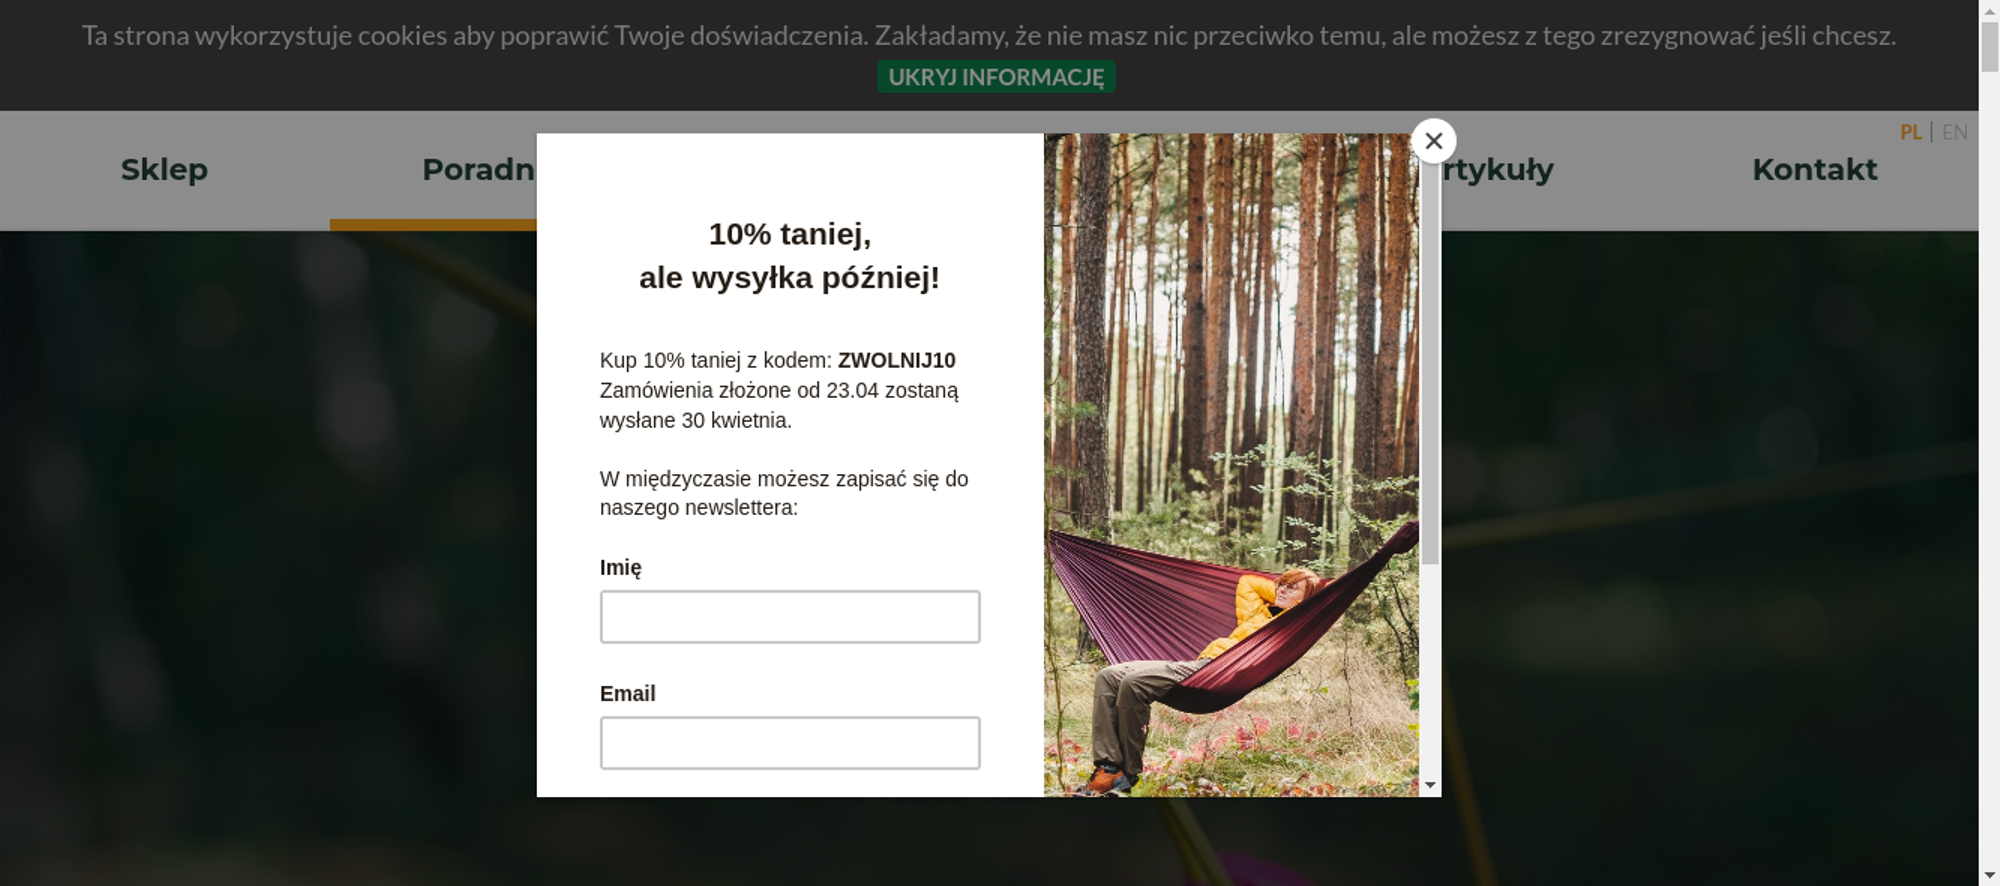 Ta strona wykorzystuje cookies aby poprawić Twoje doświadczenia. Zakładamy, że nie masz nic przeciwko temu, ale możesz z tego zrezygnować jeśli chcesz.
UKRYJ INFORMACJĘ
PL | EN
Sklep
Poradn
rtykuły
Kontakt
10% taniej,
ale wysyłka później!
Kup 10% taniej z kodem: ZWOLNIJ10
Zamówienia złożone od 23.04 zostaną
wysłane 30 kwietnia.
W międzyczasie możesz zapisać się do
naszego newslettera:
Imię
Email